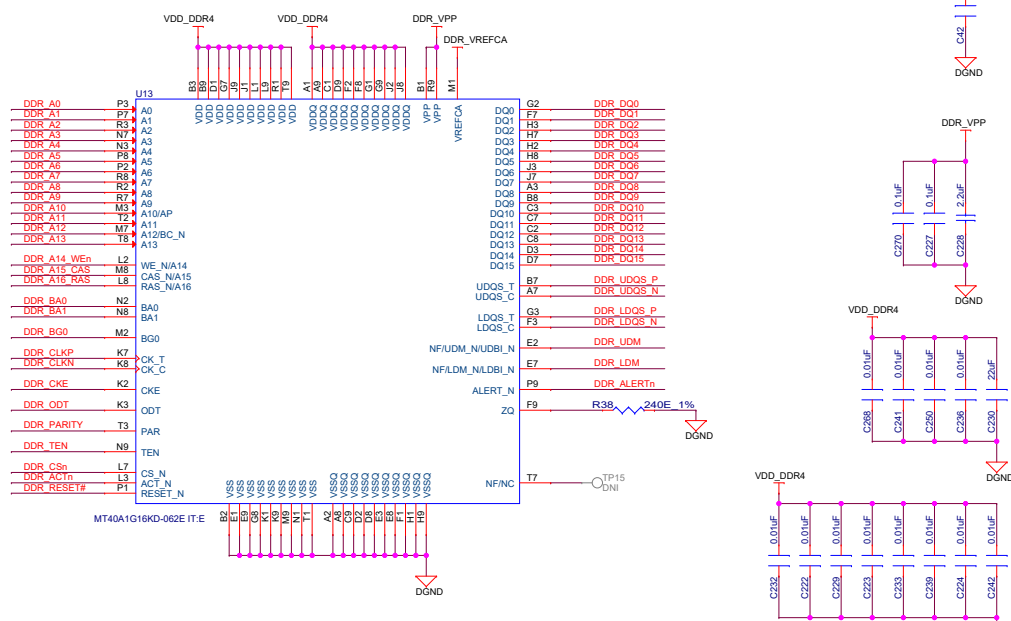 VDD_DDR4
VDD_DDR4
DDR_VPP
DDR_VREFCA
C42
DGND
U13
B3 B9 D1 G7 J9 J1 L1 L9 R1 T9
A1 A9 C1 D9 F2 F8 G1 G9 J2 J8
B1 R9
M1
VDD VDD VDD VDD VDD VDD VDD VDD VDD VDD
VDDQ VDDQ VDDQ VDDQ VDDQ VDDQ VDDQ VDDQ VDDQ VDDQ
VPP VPP
VREFCA
DDR_A0 P3 A0
DDR_A1 P7 A1
DDR_A2 R3 A2
DDR_A3 N7 A3
DDR_A4 N3 A4
DDR_A5 P8 A5
DDR_A6 P2 A6
DDR_A7 R8 A7
DDR_A8 R2 A8
DDR_A9 R7 A9
DDR_A10 M3 A10/AP
DDR_A11 T2 A11
DDR_A12 M7 A12/BC_N
DDR_A13 T8 A13
DDR_A14_WEn L2 WE_N/A14
DDR_A15_CAS M8 CAS_N/A15
DDR_A16_RAS L8 RAS_N/A16
DDR_BA0 N2 BA0
DDR_BA1 N8 BA1
DDR_BG0 M2 BG0
DDR_CLKP K7 CK_T
DDR_CLKN K8 CK_C
DDR_CKE K2 CKE
DDR_ODT K3 ODT
DDR_PARITY T3 PAR
DDR_TEN N9 TEN
DDR_CSn L7 CS_N
DDR_ACTn L3 ACT_N
DDR_RESET# P1 RESET_N
DQ0 G2 DDR_DQ0
DQ1 F7 DDR_DQ1
DQ2 H3 DDR_DQ2
DQ3 H7 DDR_DQ3
DQ4 H2 DDR_DQ4
DQ5 H8 DDR_DQ5
DQ6 J3 DDR_DQ6
DQ7 J7 DDR_DQ7
DQ8 A3 DDR_DQ8
DQ9 B8 DDR_DQ9
DQ10 C3 DDR_DQ10
DQ11 C7 DDR_DQ11
DQ12 C2 DDR_DQ12
DQ13 C8 DDR_DQ13
DQ14 D3 DDR_DQ14
DQ15 D7 DDR_DQ15
UDQS_T B7 DDR_UDQS_P
UDQS_C A7 DDR_UDQS_N
LDQS_T G3 DDR_LDQS_P
LDQS_C F3 DDR_LDQS_N
NF/UDM_N/UDBI_N E2 DDR_UDM
NF/LDM_N/LDBI_N E7 DDR_LDM
ALERT_N P9 DDR_ALERTn
ZQ F9 R38 240E_1%
DGND
NF/NC T7 TP15
DNI
VSS VSS VSS VSS VSS VSS VSS VSS VSS
VSSQ VSSQ VSSQ VSSQ VSSQ VSSQ VSSQ VSSQ VSSQ VSSQ
MT40A1G16KD-062E IT:E
B2 E1 E9 G8 K1 K9 M9 N1 T1
A2 A8 C9 D2 D8 E3 E8 F1 H1 H9
DGND
DDR_VPP
0.1uF 0.1uF 2.2uF
C270 C227 C228
DGND
VDD_DDR4
0.01uF 0.01uF 0.01uF 0.01uF 22uF
C268 C241 C250 C236 C230
DGND
VDD_DDR4
0.01uF 0.01uF 0.01uF 0.01uF 0.01uF 0.01uF 0.01uF 0.01uF
C232 C222 C229 C223 C233 C239 C224 C242